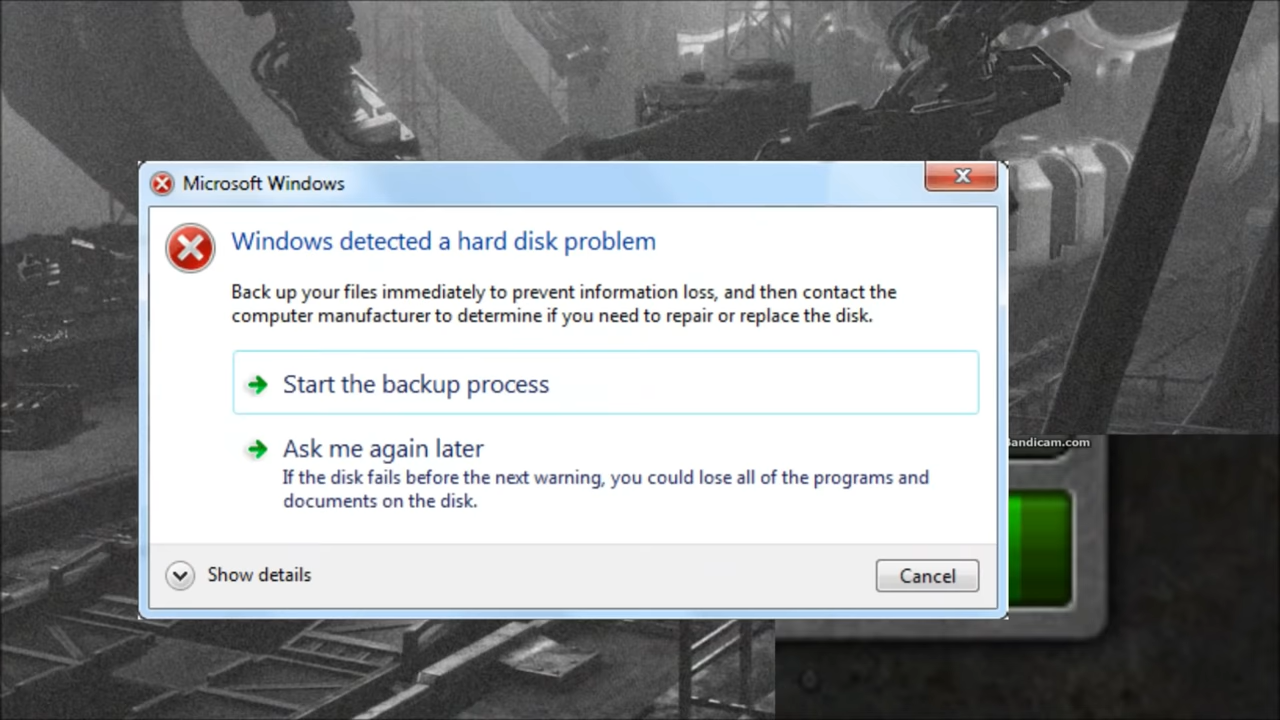 Microsoft Windows
Windows detected a hard disk problem
Back up your files immediately to prevent information loss, and then contact the
computer manufacturer to determine if you need to repair or replace the disk.
Start the backup process
Bandicam.com
Ask me again later
If the disk fails before the next warning, you could lose all of the programs and
documents on the disk.
Show details
Cancel